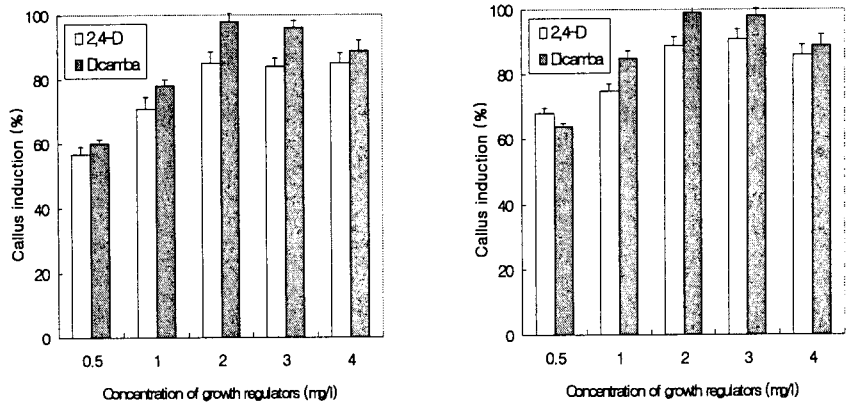 100
80
60
40
20
0
Callus induction (%)
2,4-D
Dicamba
0.5 1 2 3 4
Concentration of growth regulators (mg/l)
100
80
60
40
20
0
Callus induction (%)
2,4-D
Dicamba
0.5 1 2 3 4
Concentration of growth regulators (mg/l)